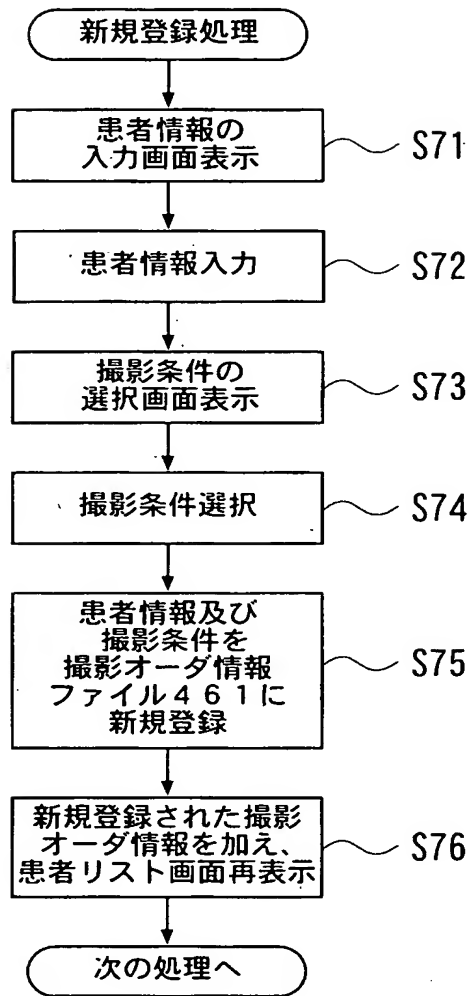 新規登録処理
患者情報の
入力画面表示
S71
患者情報入力
S72
撮影条件の
選択画面表示
S73
撮影条件選択
S74
患者情報及び
撮影条件を
撮影オーダ情報
ファイル461に
新規登録
S75
新規登録された撮影
オーダ情報を加え、
患者リスト画面再表示
S76
次の処理へ